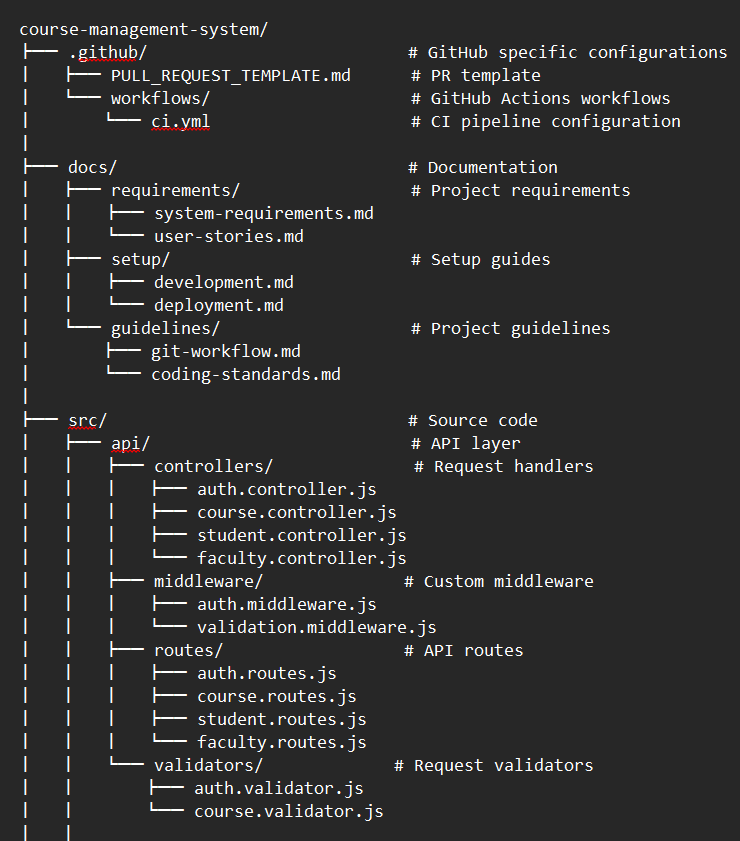 course-management-system/
├── .github/ # GitHub specific configurations
│ ├── PULL_REQUEST_TEMPLATE.md # PR template
│ └── workflows/ # GitHub Actions workflows
│ └── ci.yml # CI pipeline configuration
│
├── docs/ # Documentation
│ ├── requirements/ # Project requirements
│ │ ├── system-requirements.md
│ │ └── user-stories.md
│ ├── setup/ # Setup guides
│ │ ├── development.md
│ │ └── deployment.md
│ └── guidelines/ # Project guidelines
│ ├── git-workflow.md
│ └── coding-standards.md
│
├── src/ # Source code
│ ├── api/ # API layer
│ │ ├── controllers/ # Request handlers
│ │ │ ├── auth.controller.js
│ │ │ ├── course.controller.js
│ │ │ ├── student.controller.js
│ │ │ └── faculty.controller.js
│ │ ├── middleware/ # Custom middleware
│ │ │ ├── auth.middleware.js
│ │ │ └── validation.middleware.js
│ │ ├── routes/ # API routes
│ │ │ ├── auth.routes.js
│ │ │ ├── course.routes.js
│ │ │ ├── student.routes.js
│ │ │ └── faculty.routes.js
│ │ └── validators/ # Request validators
│ │ ├── auth.validator.js
│ │ └── course.validator.js
│ │